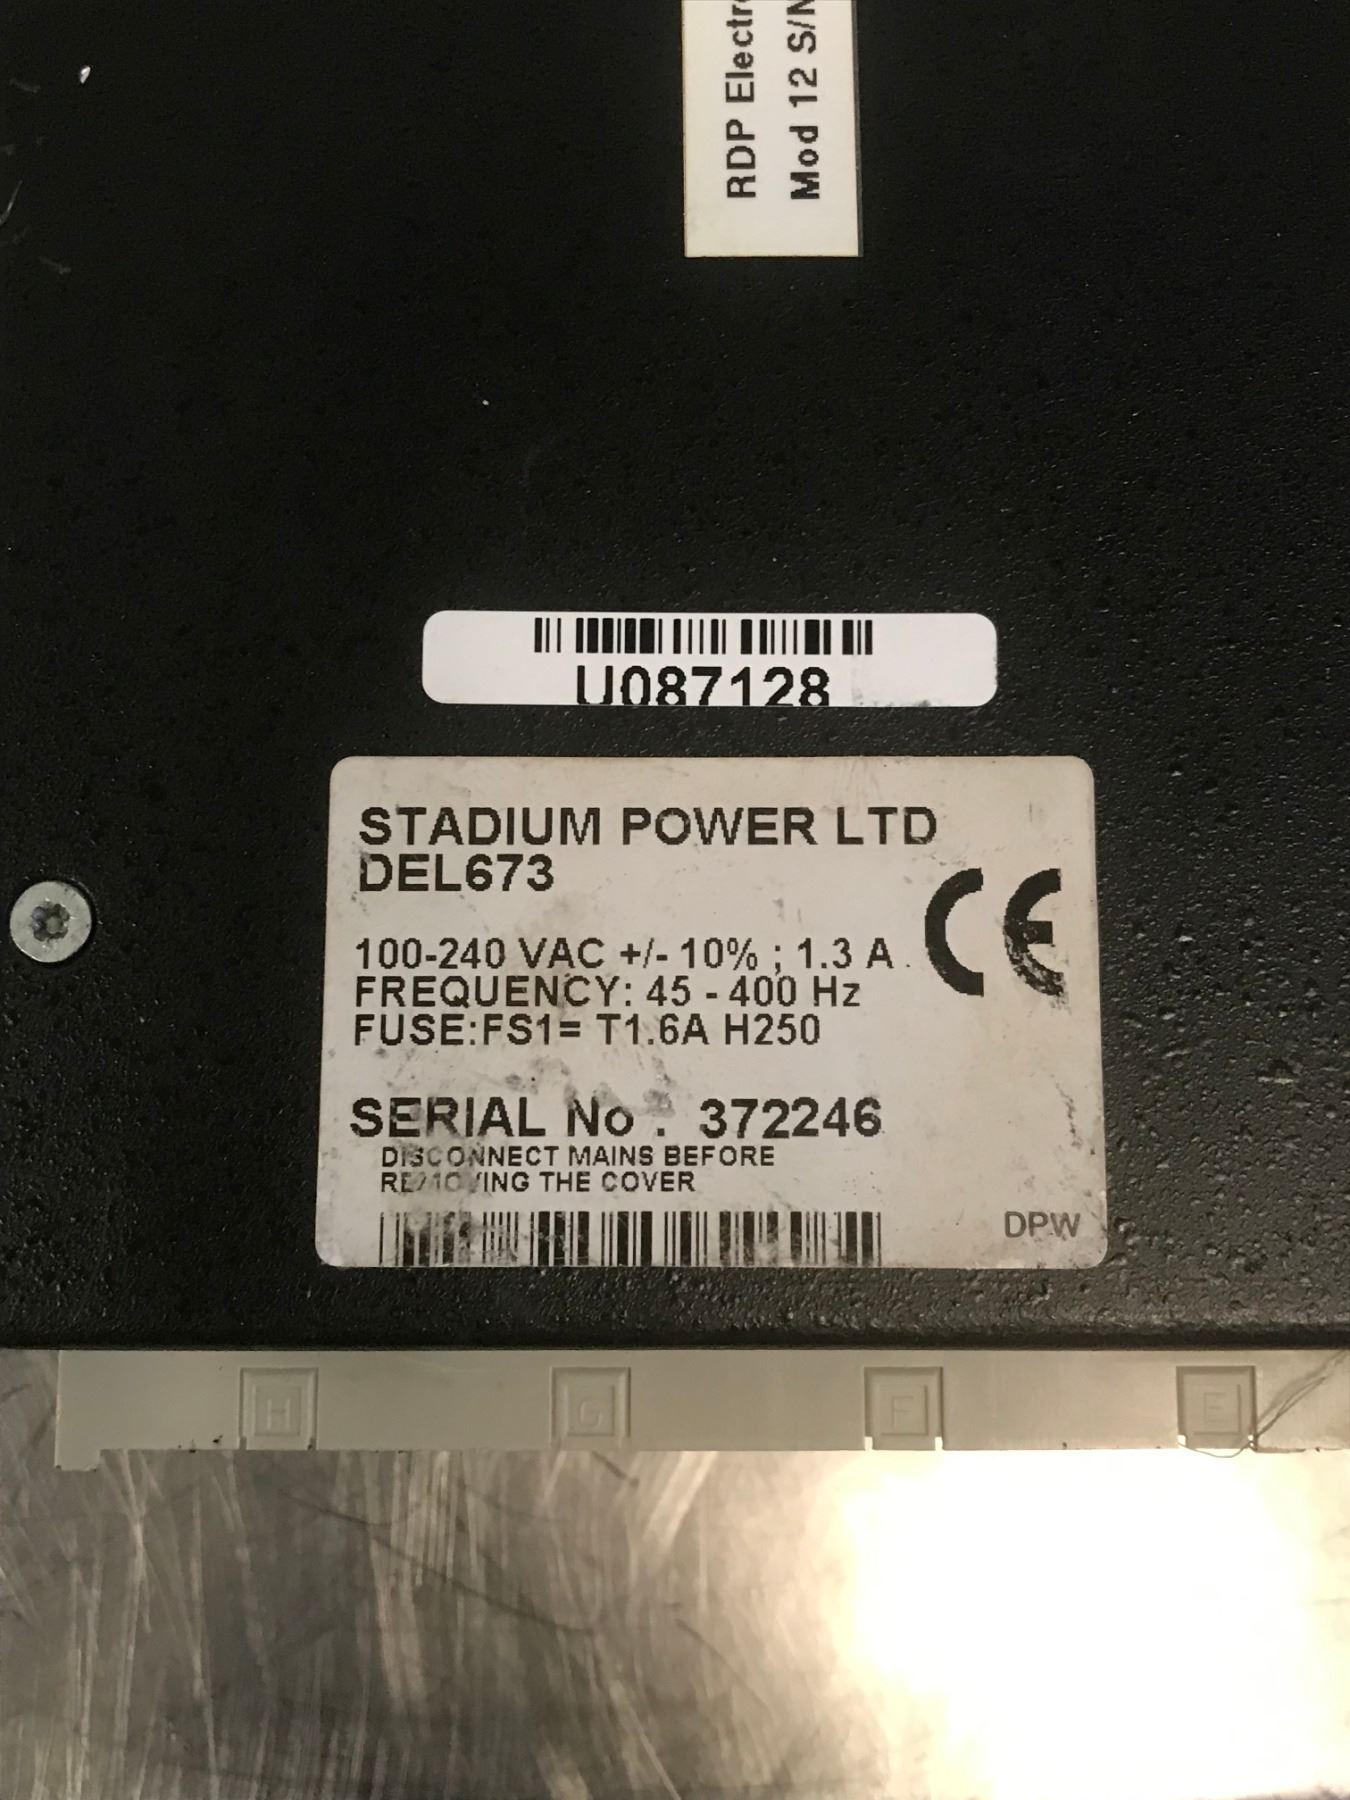 RDP Electr
Mod 12 S/N
U087128
STADIUM POWER LTD
DEL673
CE
100-240 VAC +/- 10% ; 1.3 A
FREQUENCY: 45 - 400 Hz
FUSE:FS1= T1.6A H250
SERIAL No . 372246
DISCONNECT MAINS BEFORE
REMOVING THE COVER
DPW
H G F E